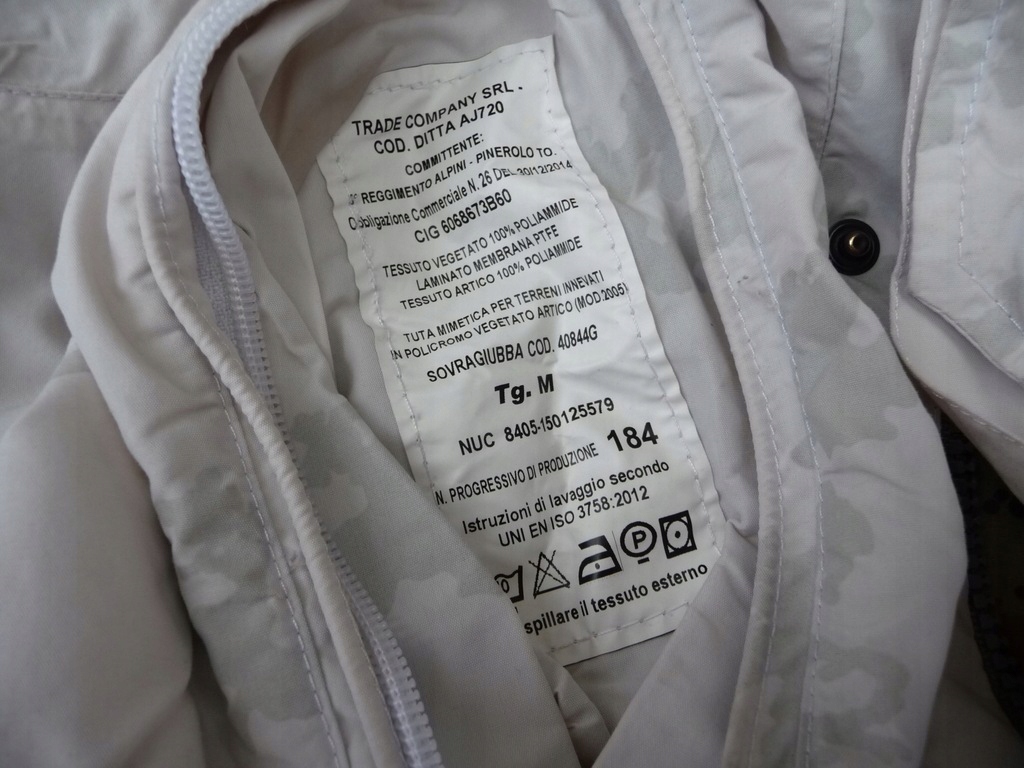 TRADE COMPANY SRL.
COD. DITTA AJ720
COMMITTENTE:
REGGIMENTO ALPINI - PINEROLO TO.
Obbligazione Commerciale N. 26 DEL 30/12/2014
CIG 6068673B60
TESSUTO VEGETATO 100% POLIAMMIDE
LAMINATO MEMBRANA PTFE
TESSUTO ARTICO 100% POLIAMMIDE
TUTA MIMETICA PER TERRENI INNEVATI
IN POLICROMO VEGETATO ARTICO (MOD.2005)
SOVRAGIUBBA COD. 40844G
Tg. M
NUC 8405-150125579
N. PROGRESSIVO DI PRODUZIONE 184
Istruzioni di lavaggio secondo
UNI EN ISO 3758:2012
P
spillare il tessuto esterno